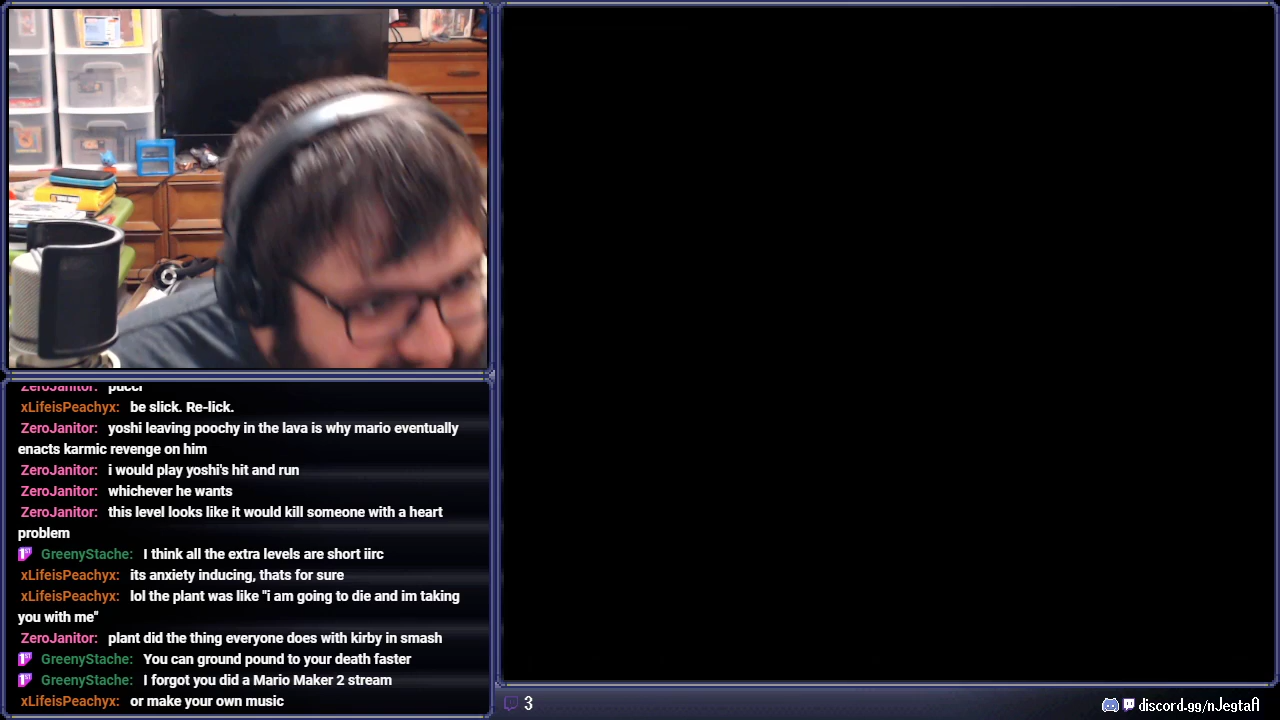 ZeroJanitor: pucci
xLifeisPeachyx: be slick. Re-lick.
ZeroJanitor: yoshi leaving poochy in the lava is why mario eventually
enacts karmic revenge on him
ZeroJanitor: i would play yoshi's hit and run
ZeroJanitor: whichever he wants
ZeroJanitor: this level looks like it would kill someone with a heart
problem
GreenyStache: I think all the extra levels are short iirc
xLifeisPeachyx: its anxiety inducing, thats for sure
xLifeisPeachyx: lol the plant was like "i am going to die and im taking
you with me"
ZeroJanitor: plant did the thing everyone does with kirby in smash
GreenyStache: You can ground pound to your death faster
GreenyStache: I forgot you did a Mario Maker 2 stream
xLifeisPeachyx: or make your own music
3
discord.gg/nJegtaA